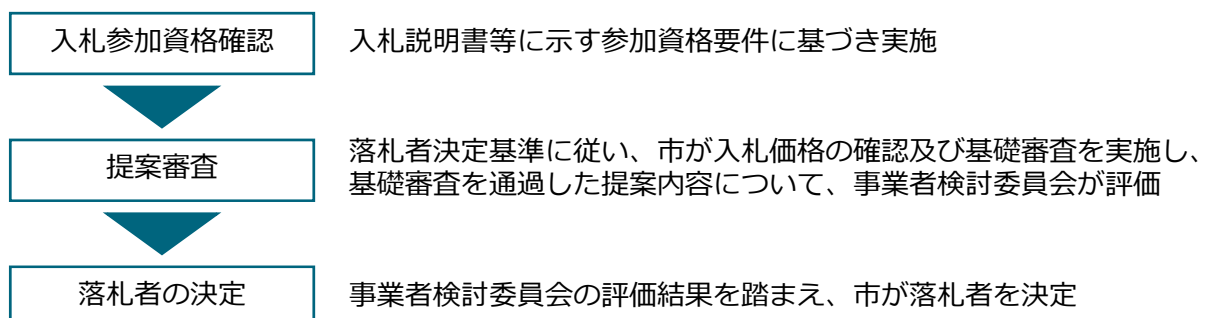 入札参加資格確認
入札説明書等に示す参加資格要件に基づき実施
提案審査
落札者決定基準に従い、市が入札価格の確認及び基礎審査を実施し、
基礎審査を通過した提案内容について、事業者検討委員会が評価
落札者の決定
事業者検討委員会の評価結果を踏まえ、市が落札者を決定